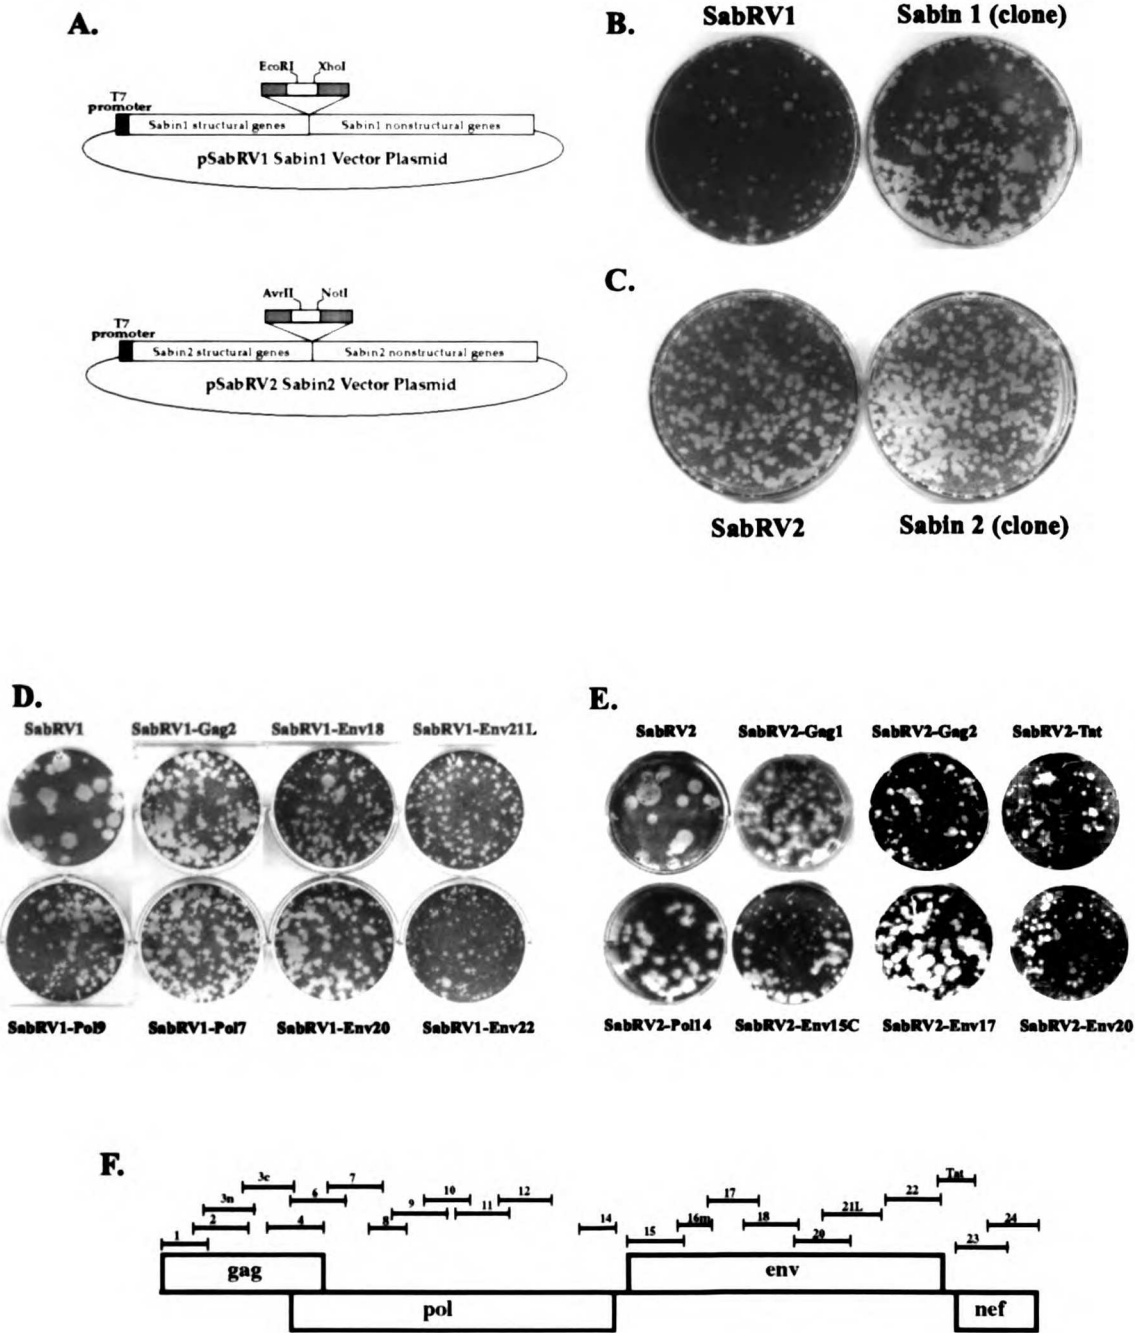 A.
EcoRI XhoI
T7
promoter
Sabin1 structural genes Sabin1 nonstructural genes
pSabRV1 Sabin1 Vector Plasmid
AvrII NotI
T7
promoter
Sabin2 structural genes Sabin2 nonstructural genes
pSabRV2 Sabin2 Vector Plasmid
B.
SabRV1 Sabin 1 (clone)
C.
SabRV2 Sabin 2 (clone)
D.
SabRV1 SabRV1-Gag2 SabRV1-Env18 SabRV1-Env21L
SabRV1-Pol9 SabRV1-Pol7 SabRV1-Env20 SabRV1-Env22
E.
SabRV2 SabRV2-Gag1 SabRV2-Gag2 SabRV2-Tat
SabRV2-Pol14 SabRV2-Env15C SabRV2-Env17 SabRV2-Env20
F.
Tat
3c 7
6 10 12 17 22
3n 9 11 21L
2 4 8 14 16m 18 24
1 15 20 23
gag env
pol nef